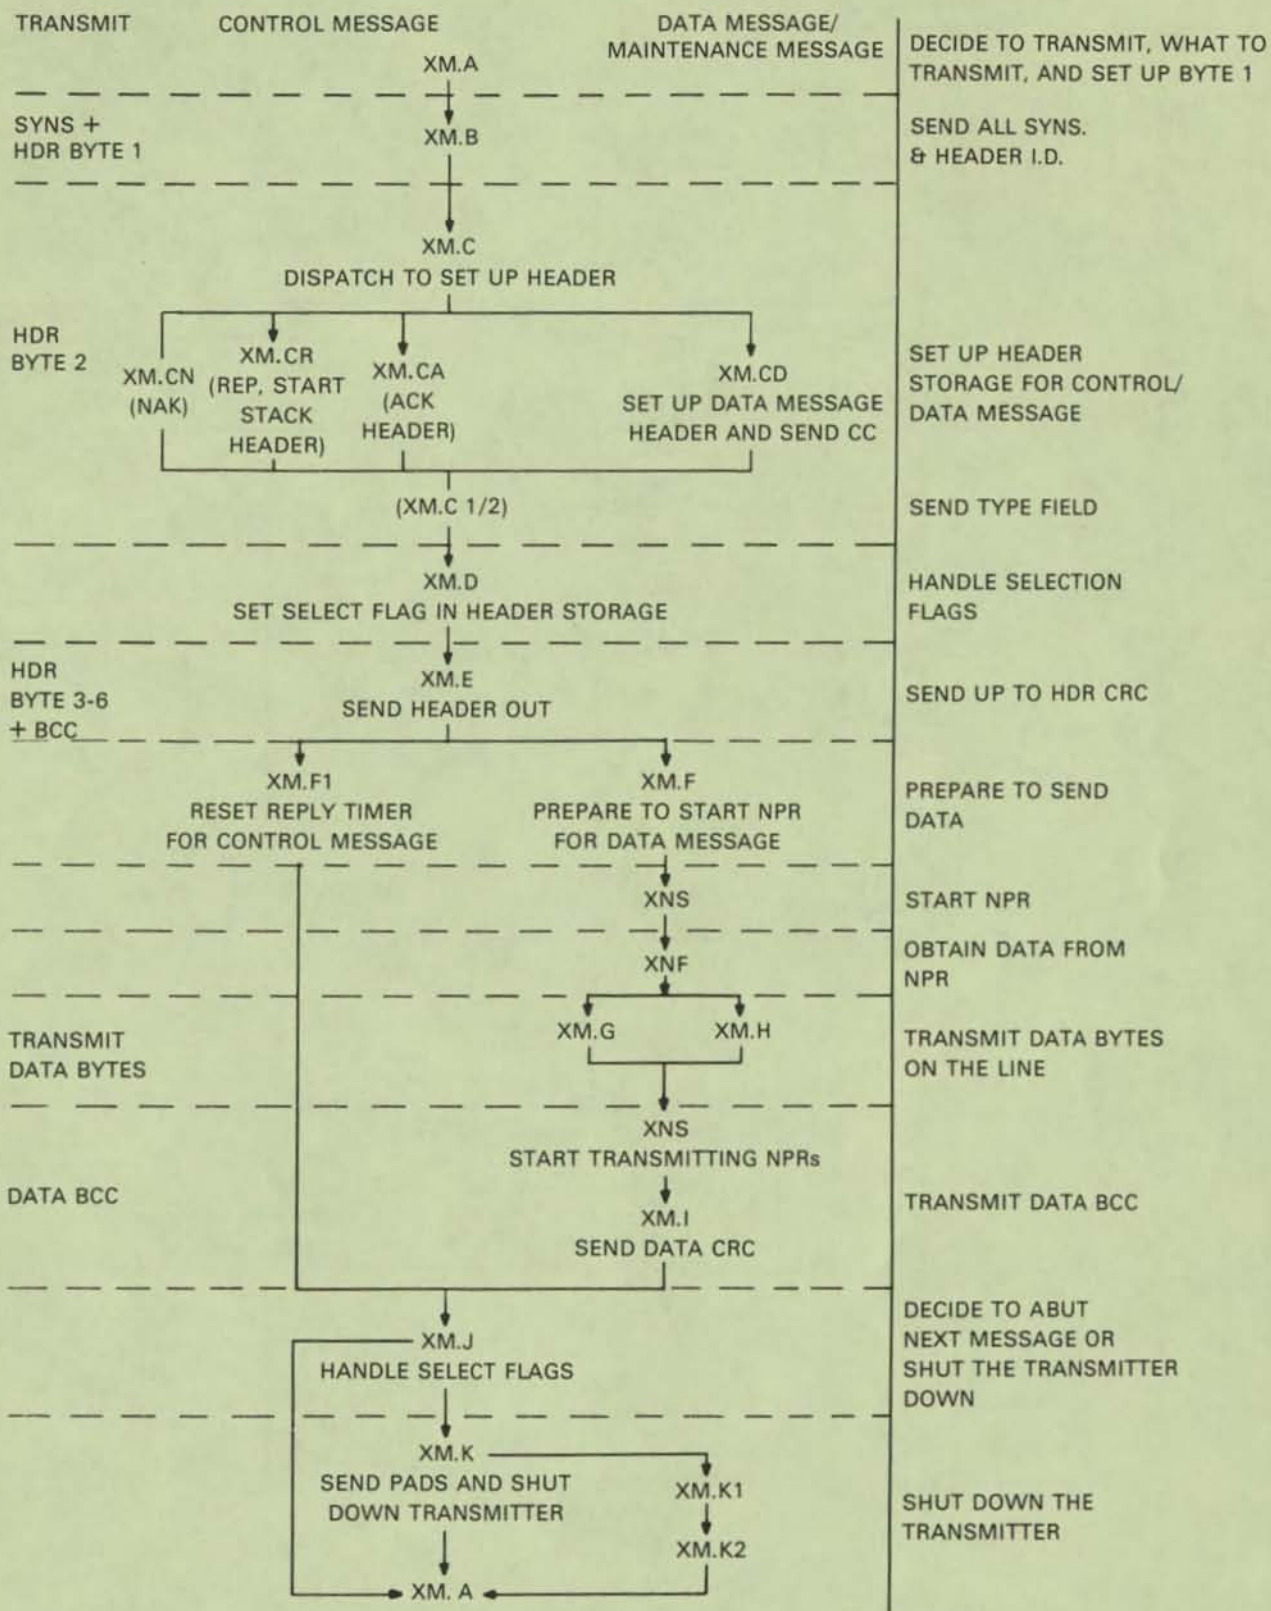 TRANSMIT
CONTROL MESSAGE
DATA MESSAGE/
MAINTENANCE MESSAGE
DECIDE TO TRANSMIT, WHAT TO
TRANSMIT, AND SET UP BYTE 1
XM.A
SYNS +
HDR BYTE 1
XM.B
SEND ALL SYNS.
& HEADER I.D.
XM.C
DISPATCH TO SET UP HEADER
HDR
BYTE 2
XM.CN
(NAK)
XM.CR
(REP, START
STACK
HEADER)
XM.CA
(ACK
HEADER)
XM.CD
SET UP DATA MESSAGE
HEADER AND SEND CC
SET UP HEADER
STORAGE FOR CONTROL/
DATA MESSAGE
(XM.C 1/2)
SEND TYPE FIELD
XM.D
SET SELECT FLAG IN HEADER STORAGE
HANDLE SELECTION
FLAGS
HDR
BYTE 3-6
+ BCC
XM.E
SEND HEADER OUT
SEND UP TO HDR CRC
XM.F1
RESET REPLY TIMER
FOR CONTROL MESSAGE
XM.F
PREPARE TO START NPR
FOR DATA MESSAGE
PREPARE TO SEND
DATA
XNS
START NPR
XNF
OBTAIN DATA FROM
NPR
TRANSMIT
DATA BYTES
XM.G
XM.H
TRANSMIT DATA BYTES
ON THE LINE
XNS
START TRANSMITTING NPRs
DATA BCC
XM.I
SEND DATA CRC
TRANSMIT DATA BCC
XM.J
HANDLE SELECT FLAGS
DECIDE TO ABUT
NEXT MESSAGE OR
SHUT THE TRANSMITTER
DOWN
XM.K
SEND PADS AND SHUT
DOWN TRANSMITTER
XM.K1
XM.K2
SHUT DOWN THE
TRANSMITTER
XM. A